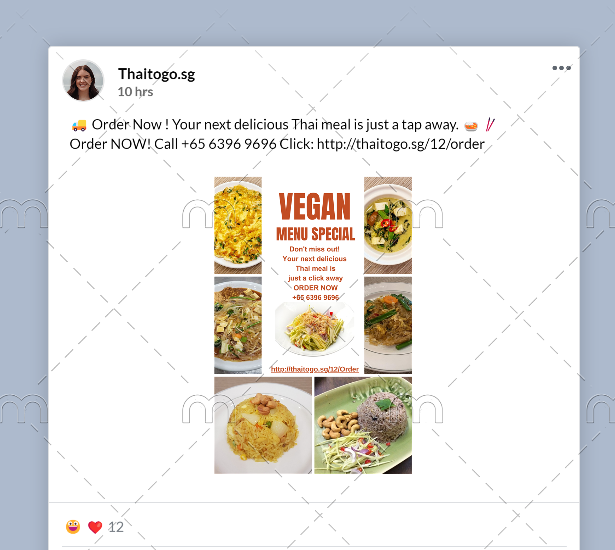 Thaitogo.sg
10 hrs
🚚 Order Now ! Your next delicious Thai meal is just a tap away. 🍲 🥢
Order NOW! Call +65 6396 9696 Click: http://thaitogo.sg/12/order
VEGAN
MENU SPECIAL
Don't miss out!
Your next delicious
Thai meal is
just a click away
ORDER NOW
+65 6396 9696
http://thaitogo.sg/12/Order
12